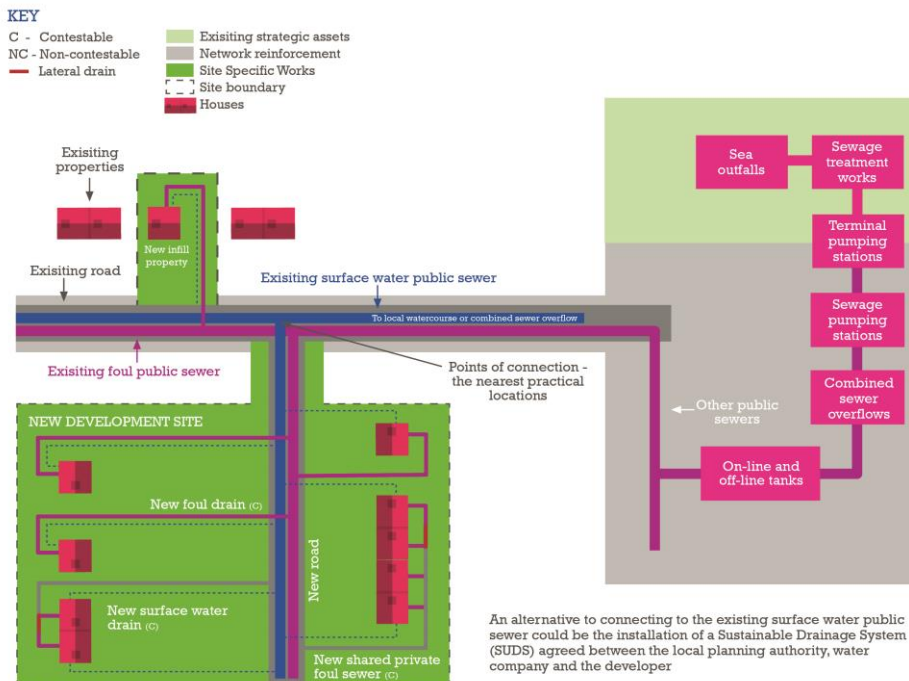 KEY
C - Contestable
NC - Non-contestable
Lateral drain
Exisiting strategic assets
Network reinforcement
Site Specific Works
Site boundary
Houses
Exisiting
properties
New infill
property
Exisiting road
Exisiting surface water public sewer
To local watercourse or combined sewer overflow
Exisiting foul public sewer
Points of connection -
the nearest practical
locations
NEW DEVELOPMENT SITE
New foul drain (C)
New road
New surface water
drain (C)
New shared private
foul sewer (C)
Sea
outfalls
Sewage
treatment
works
Terminal
pumping
stations
Sewage
pumping
stations
Combined
sewer
overflows
Other public
sewers
On-line and
off-line tanks
An alternative to connecting to the existing surface water public
sewer could be the installation of a Sustainable Drainage System
(SUDS) agreed between the local planning authority, water
company and the developer